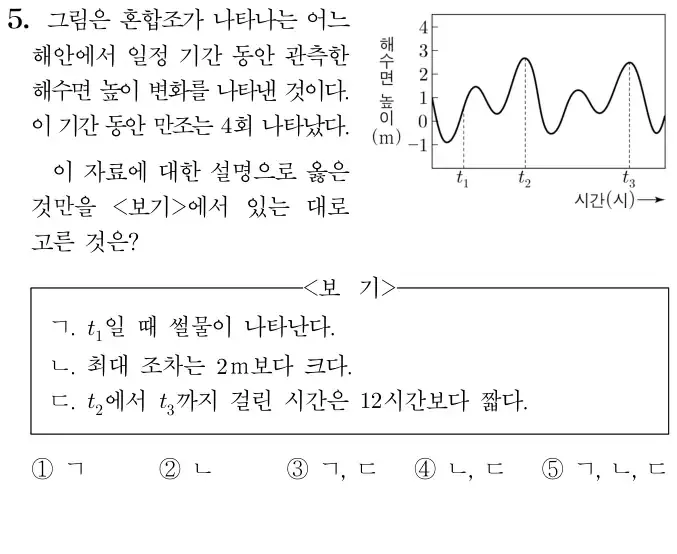 5. 그림은 혼합조가 나타나는 어느
해안에서 일정 기간 동안 관측한
해수면 높이 변화를 나타낸 것이다.
이 기간 동안 만조는 4회 나타났다.
이 자료에 대한 설명으로 옳은
것만을 <보기>에서 있는 대로
고른 것은?
해수면 높이 (m)
4
3
2
1
0
-1
t₁ t₂ t₃
시간(시)
<보 기>
ㄱ. t₁일 때 썰물이 나타난다.
ㄴ. 최대 조차는 2m보다 크다.
ㄷ. t₂에서 t₃까지 걸린 시간은 12시간보다 짧다.
① ㄱ ② ㄴ ③ ㄱ, ㄷ ④ ㄴ, ㄷ ⑤ ㄱ, ㄴ, ㄷ